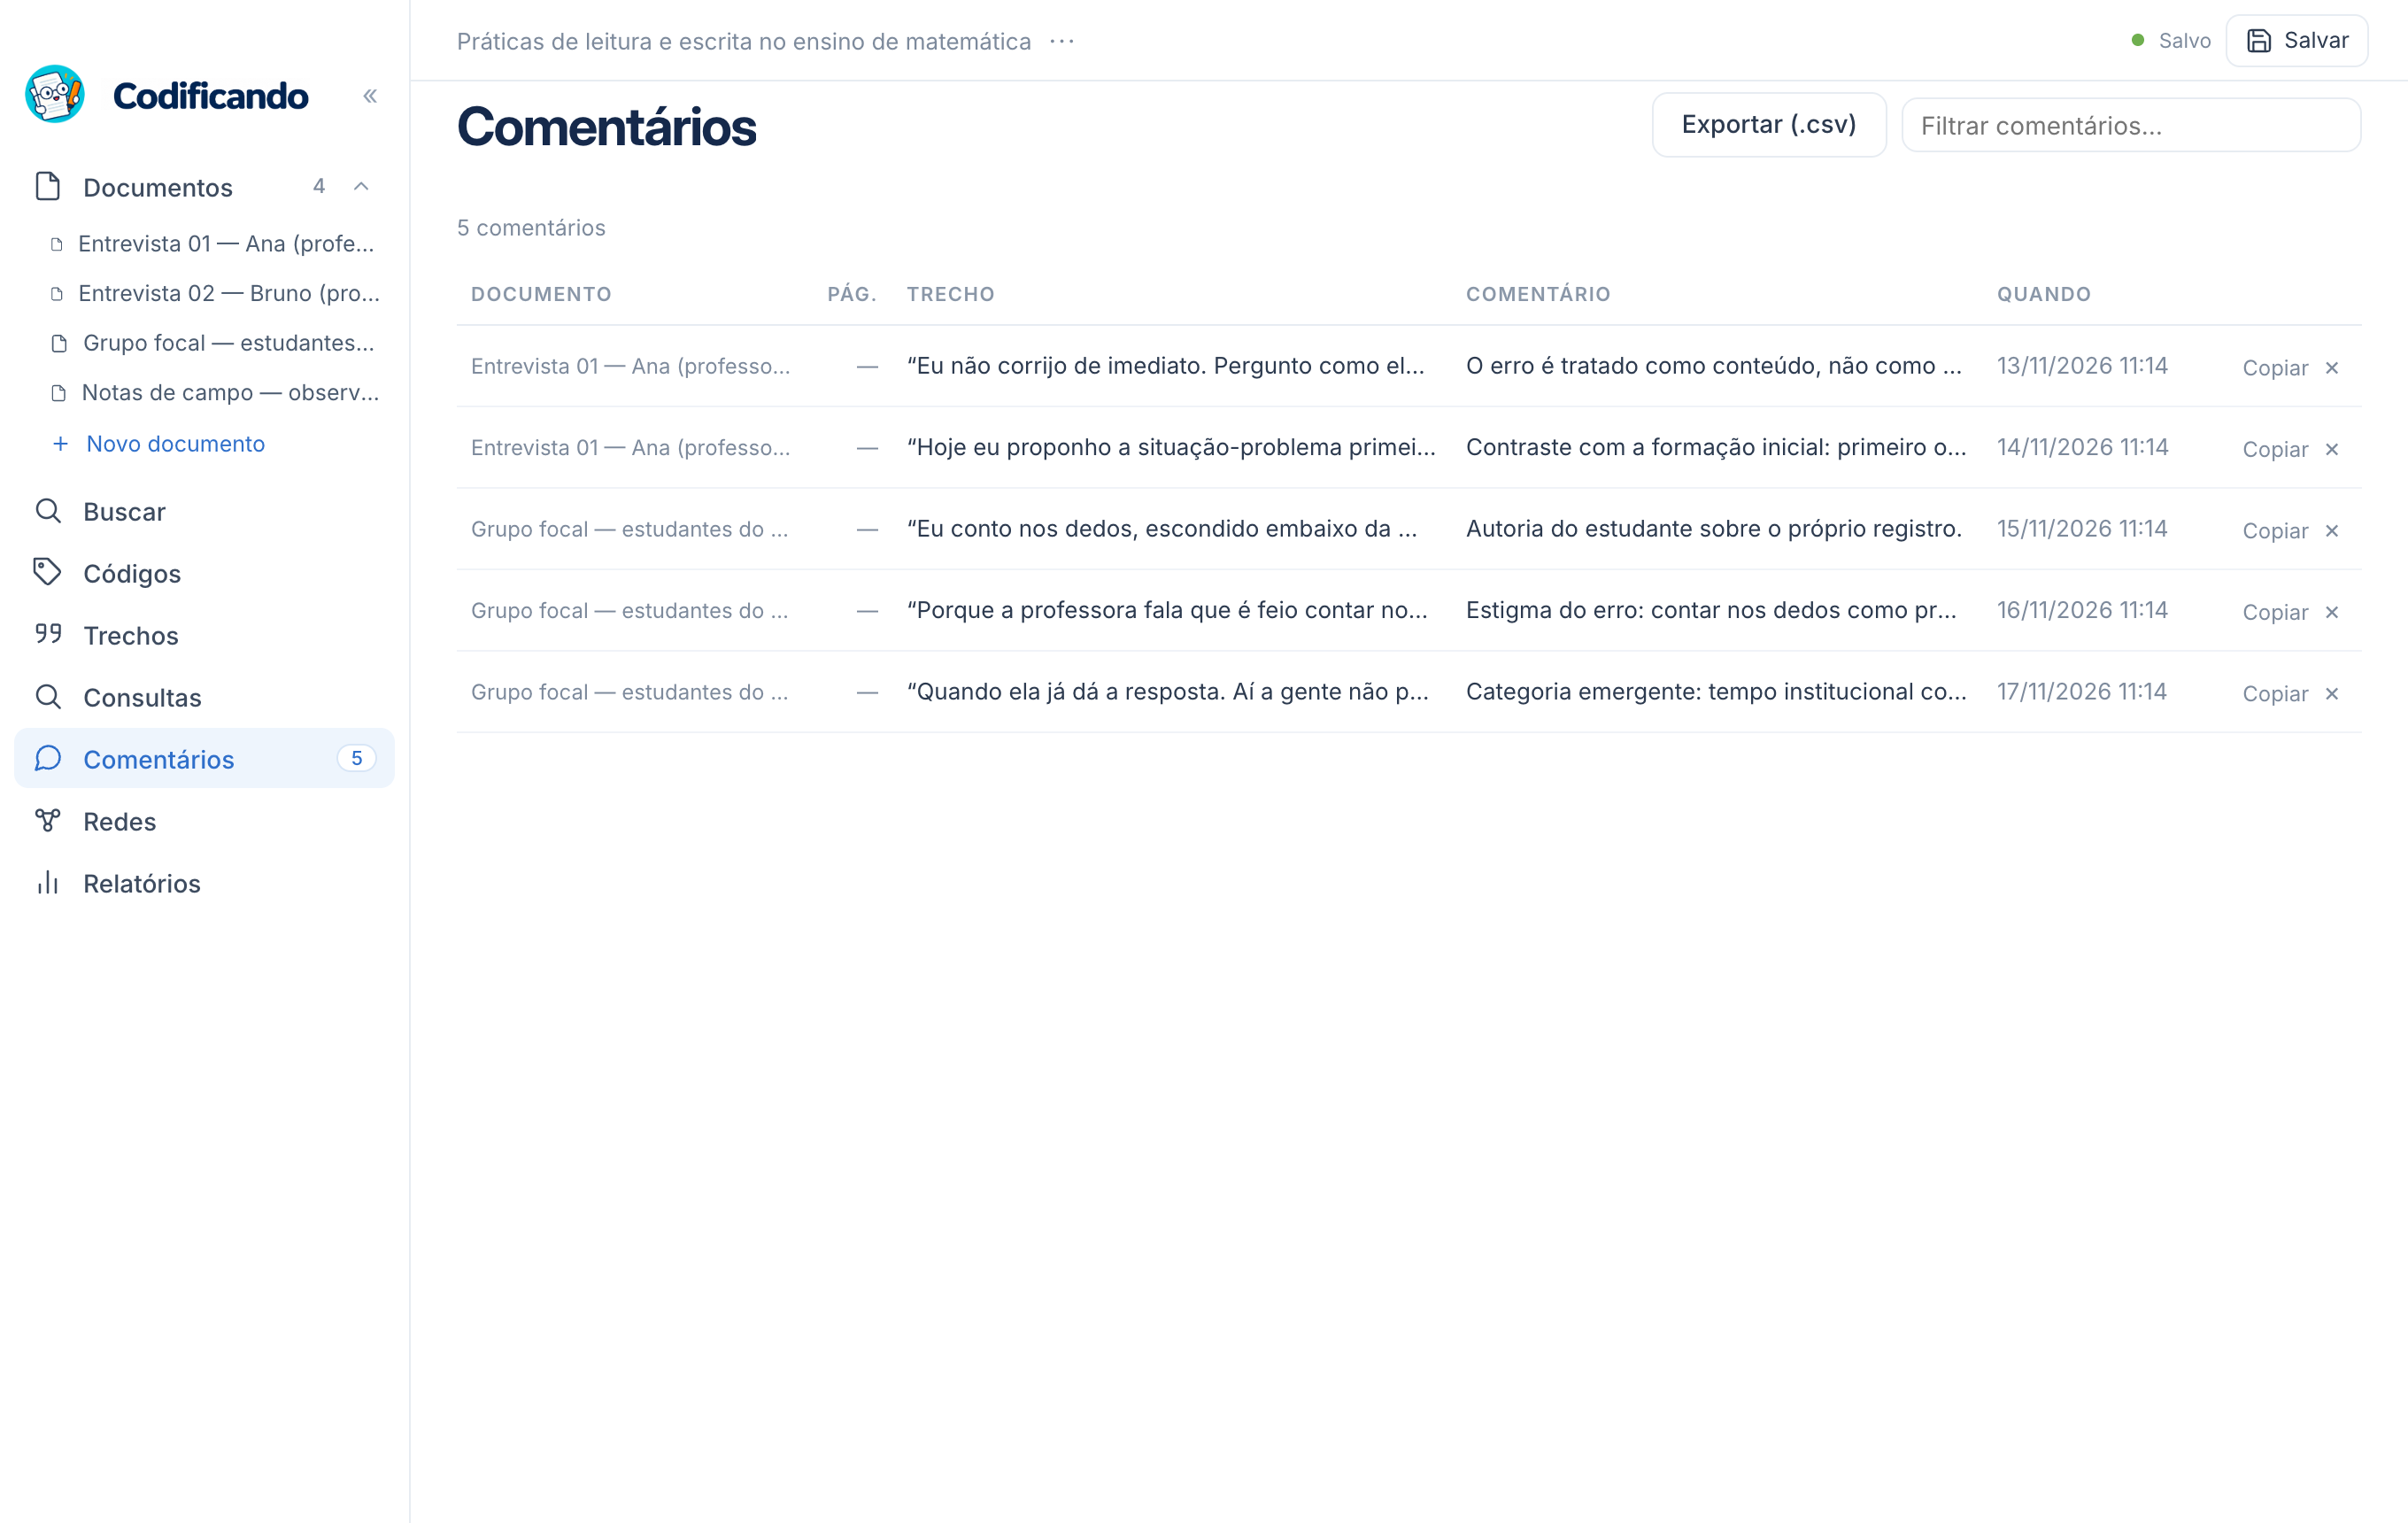 Codificando
«
Documentos 4
Entrevista 01 — Ana (profe...
Entrevista 02 — Bruno (pro...
Grupo focal — estudantes...
Notas de campo — observ...
+ Novo documento
Buscar
Códigos
Trechos
Consultas
Comentários 5
Redes
Relatórios
Práticas de leitura e escrita no ensino de matemática ···
Salvo Salvar
Comentários
Exportar (.csv) Filtrar comentários...
5 comentários
DOCUMENTO PÁG. TRECHO COMENTÁRIO QUANDO
Entrevista 01 — Ana (professo... — “Eu não corrijo de imediato. Pergunto como el... O erro é tratado como conteúdo, não como ... 13/11/2026 11:14 Copiar ×
Entrevista 01 — Ana (professo... — “Hoje eu proponho a situação-problema primei... Contraste com a formação inicial: primeiro o... 14/11/2026 11:14 Copiar ×
Grupo focal — estudantes do ... — “Eu conto nos dedos, escondido embaixo da ... Autoria do estudante sobre o próprio registro. 15/11/2026 11:14 Copiar ×
Grupo focal — estudantes do ... — “Porque a professora fala que é feio contar no... Estigma do erro: contar nos dedos como pr... 16/11/2026 11:14 Copiar ×
Grupo focal — estudantes do ... — “Quando ela já dá a resposta. Aí a gente não p... Categoria emergente: tempo institucional co... 17/11/2026 11:14 Copiar ×